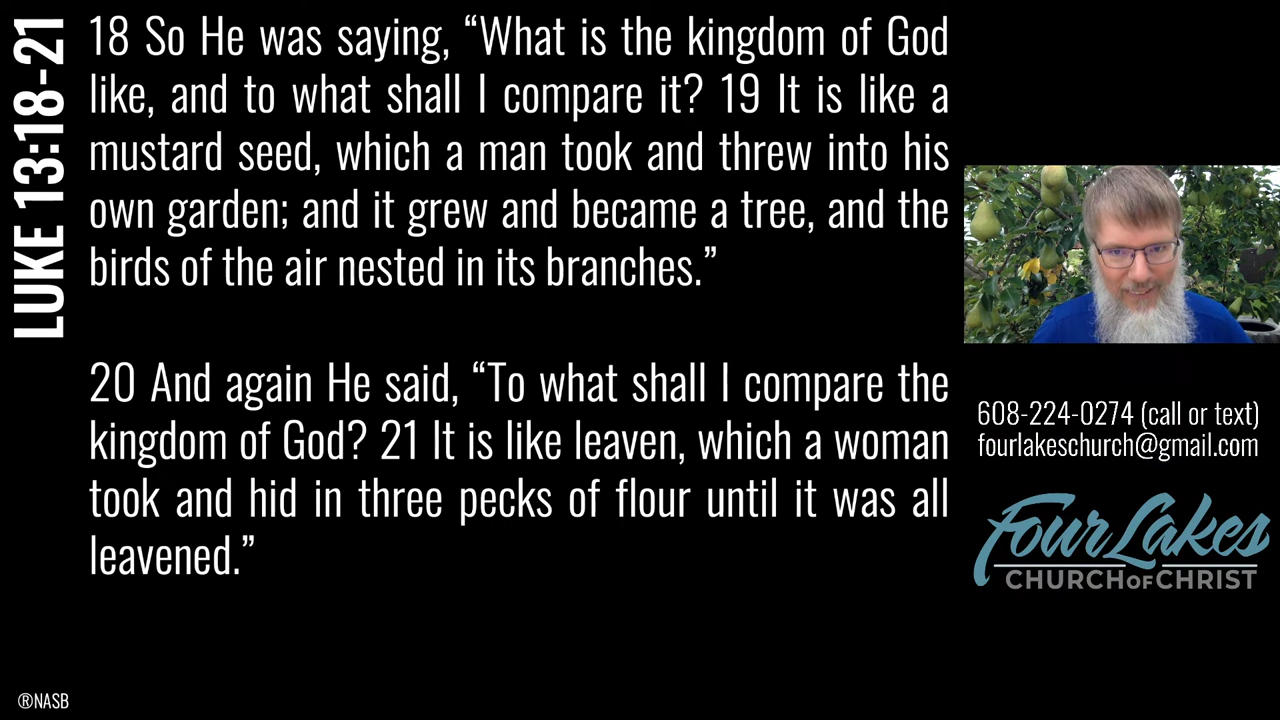 LUKE 13:18-21
18 So He was saying, “What is the kingdom of God
like, and to what shall I compare it? 19 It is like a
mustard seed, which a man took and threw into his
own garden; and it grew and became a tree, and the
birds of the air nested in its branches.”
20 And again He said, “To what shall I compare the
kingdom of God? 21 It is like leaven, which a woman
took and hid in three pecks of flour until it was all
leavened.”
608-224-0274 (call or text)
fourlakeschurch@gmail.com
Four Lakes
CHURCH OF CHRIST
®NASB